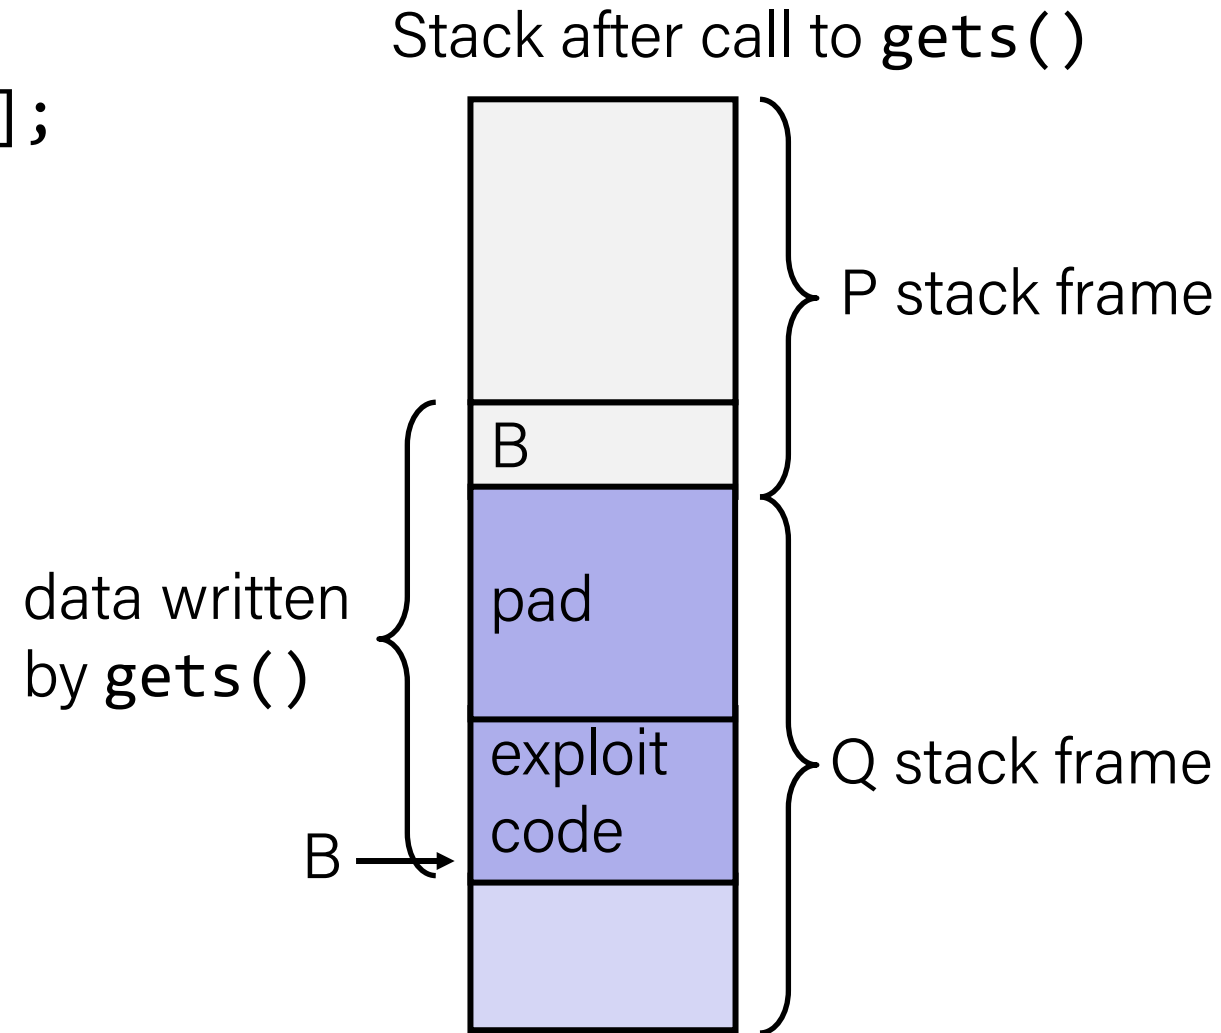 Stack after call to gets()
];
P stack frame
B
pad
data written
by gets()
exploit
code
Q stack frame
B